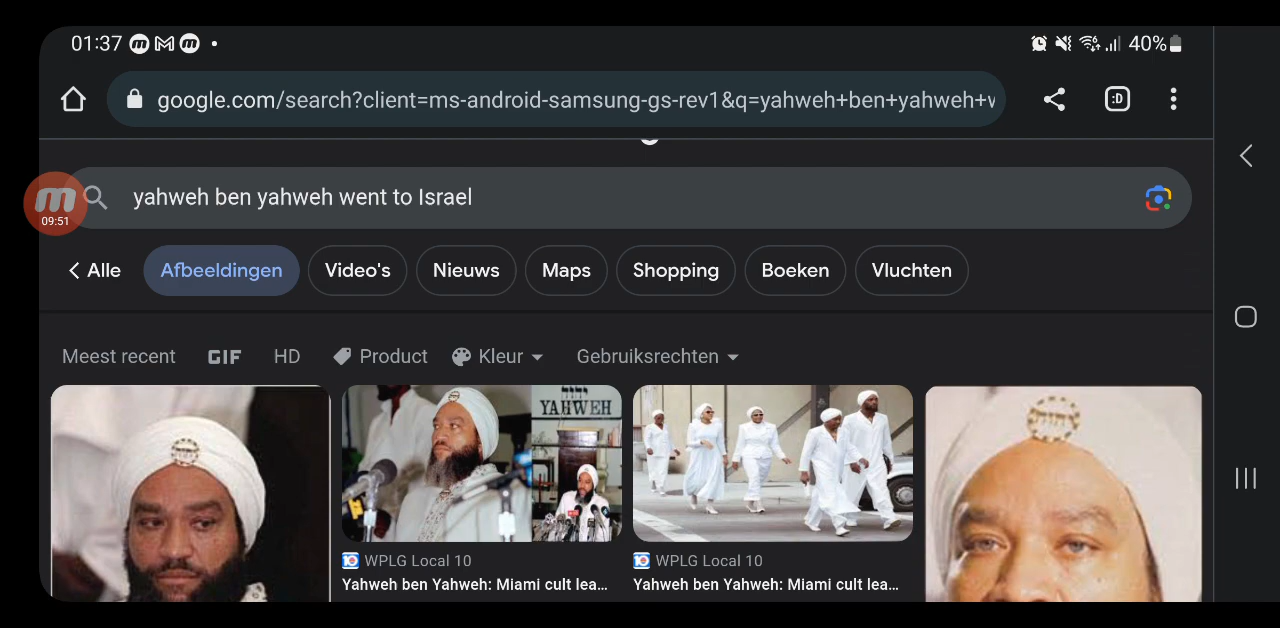 01:37
40%
google.com/search?client=ms-android-samsung-gs-rev1&q=yahweh+ben+yahweh+v
:D
yahweh ben yahweh went to Israel
09:51
Alle Afbeeldingen Video's Nieuws Maps Shopping Boeken Vluchten
Meest recent GIF HD Product Kleur Gebruiksrechten
YAHWEH
WPLG Local 10
Yahweh ben Yahweh: Miami cult lea...
WPLG Local 10
Yahweh ben Yahweh: Miami cult lea...